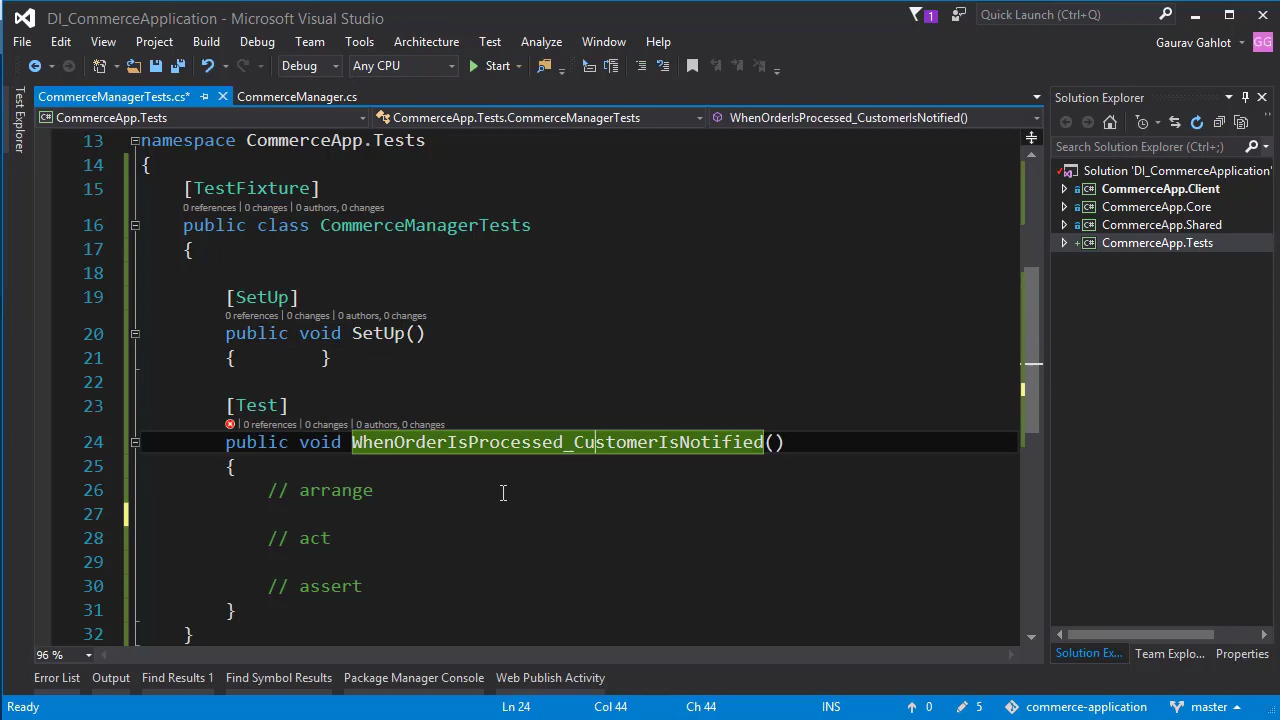 DI_CommerceApplication - Microsoft Visual Studio
1
Quick Launch (Ctrl+Q)
File Edit View Project Build Debug Team Tools Architecture Test Analyze Window Help
Gaurav Gahlot GG
Debug Any CPU Start
Test Explorer
CommerceManagerTests.cs* CommerceManager.cs
CommerceApp.Tests CommerceApp.Tests.CommerceManagerTests WhenOrderIsProcessed_CustomerIsNotified()
13 namespace CommerceApp.Tests
14 {
15 [TestFixture]
0 references | 0 changes | 0 authors, 0 changes
16 public class CommerceManagerTests
17 {
18
19 [SetUp]
0 references | 0 changes | 0 authors, 0 changes
20 public void SetUp()
21 { }
22
23 [Test]
| 0 references | 0 changes | 0 authors, 0 changes
24 public void WhenOrderIsProcessed_CustomerIsNotified()
25 {
26 // arrange
27
28 // act
29
30 // assert
31 }
32 }
96 %
Solution Explorer
Search Solution Explorer (Ctrl+;)
Solution 'DI_CommerceApplication'
CommerceApp.Client
CommerceApp.Core
CommerceApp.Shared
CommerceApp.Tests
Solution Ex... Team Explo... Properties
Error List Output Find Results 1 Find Symbol Results Package Manager Console Web Publish Activity
Ready Ln 24 Col 44 Ch 44 INS 0 5 commerce-application master